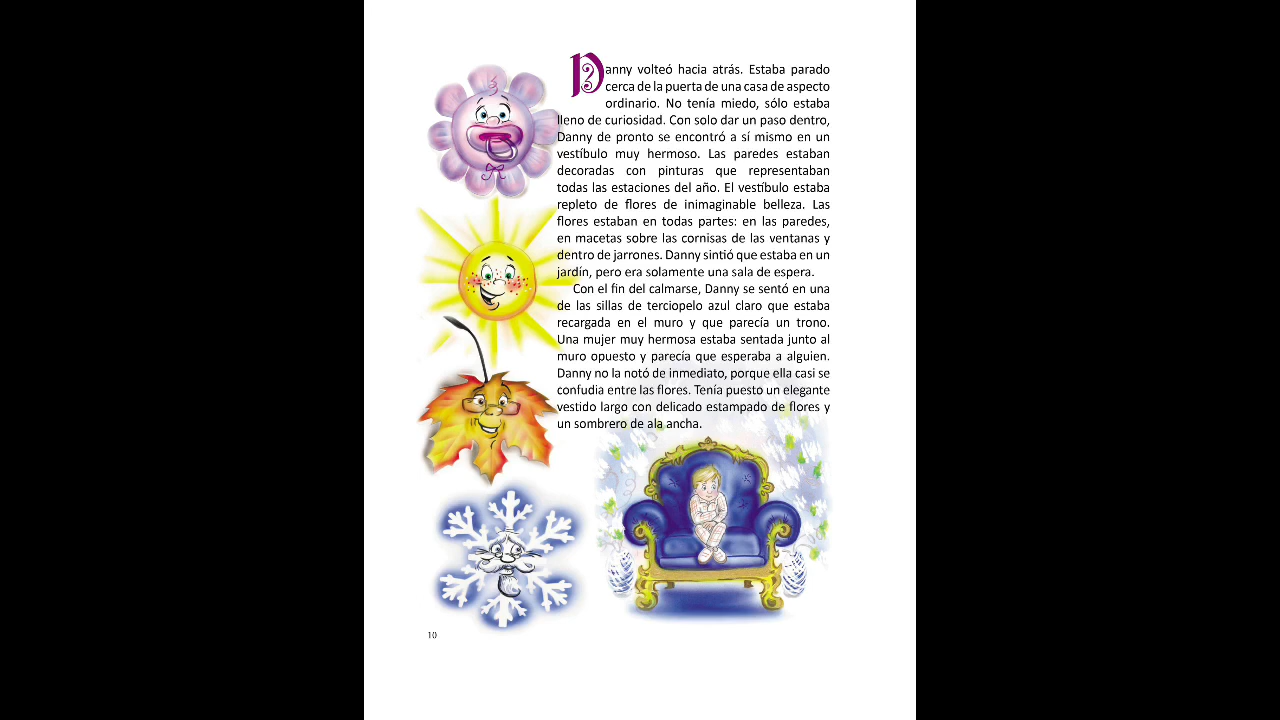 Danny volteó hacia atrás. Estaba parado
cerca de la puerta de una casa de aspecto
ordinario. No tenía miedo, sólo estaba
lleno de curiosidad. Con solo dar un paso dentro,
Danny de pronto se encontró a sí mismo en un
vestíbulo muy hermoso. Las paredes estaban
decoradas con pinturas que representaban
todas las estaciones del año. El vestíbulo estaba
repleto de flores de inimaginable belleza. Las
flores estaban en todas partes: en las paredes,
en macetas sobre las cornisas de las ventanas y
dentro de jarrones. Danny sintió que estaba en un
jardín, pero era solamente una sala de espera.
Con el fin del calmarse, Danny se sentó en una
de las sillas de terciopelo azul claro que estaba
recargada en el muro y que parecía un trono.
Una mujer muy hermosa estaba sentada junto al
muro opuesto y parecía que esperaba a alguien.
Danny no la notó de inmediato, porque ella casi se
confudia entre las flores. Tenía puesto un elegante
vestido largo con delicado estampado de flores y
un sombrero de ala ancha.
10